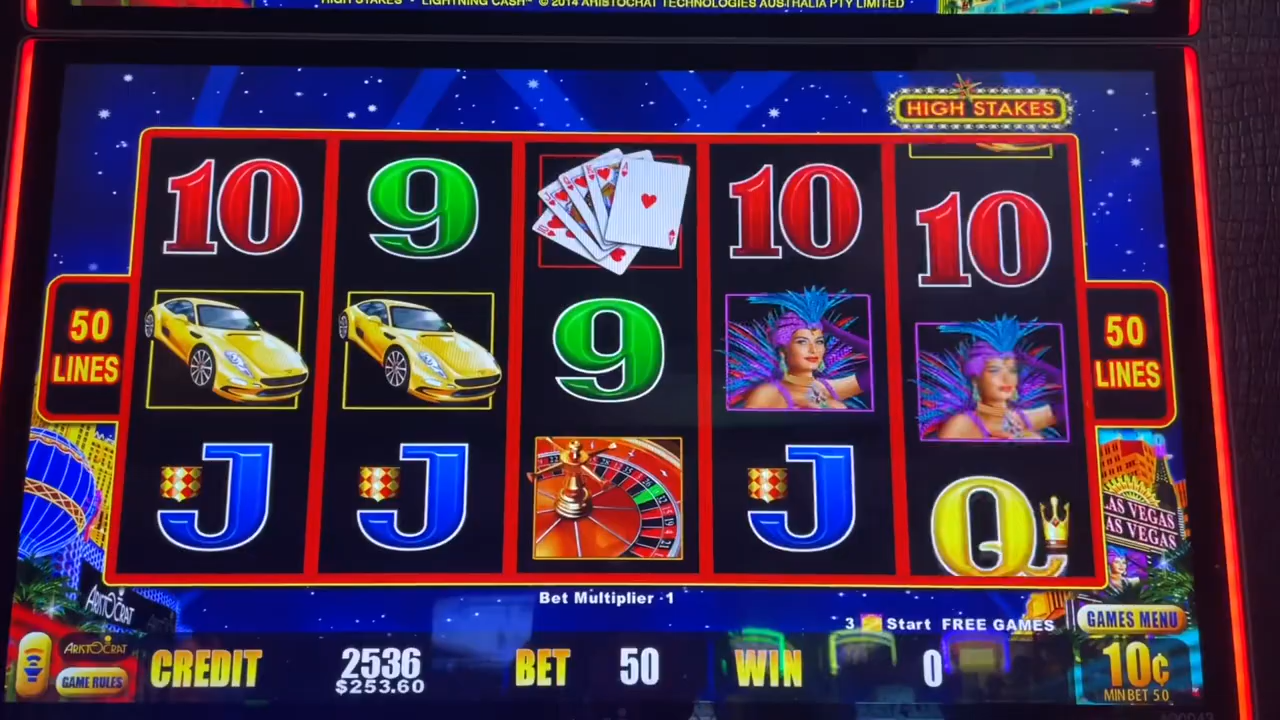 HIGH STAKES • LIGHTNING CASH™ © 2014 ARISTOCRAT TECHNOLOGIES AUSTRALIA PTY LIMITED
HIGH STAKES
10 9 10 10
50 LINES
9
50 LINES
J J J Q
LAS VEGAS
LAS VEGAS
ARISTOCRAT
Bet Multiplier · 1
3 Start FREE GAMES
GAMES MENU
ARISTOCRAT
GAME RULES
CREDIT 2536 BET 50 WIN 0 10¢
$253.60
MIN BET 50